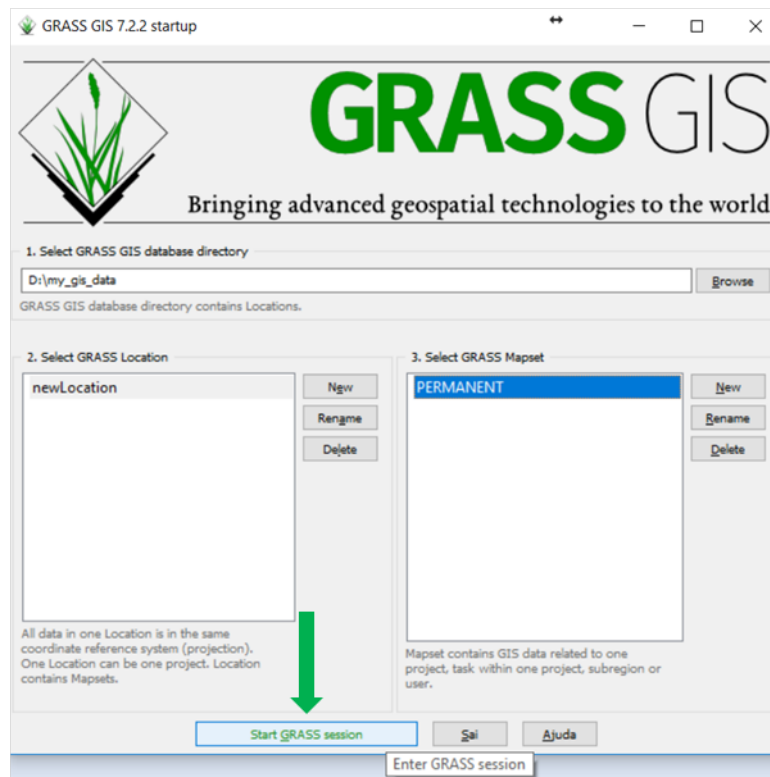 GRASS GIS 7.2.2 startup
GRASS GIS
Bringing advanced geospatial technologies to the world
1. Select GRASS GIS database directory
D:\my_gis_data
Browse
GRASS GIS database directory contains Locations.
2. Select GRASS Location
newLocation
New
Rename
Delete
All data in one Location is in the same
coordinate reference system (projection).
One Location can be one project. Location
contains Mapsets.
3. Select GRASS Mapset
PERMANENT
New
Rename
Delete
Mapset contains GIS data related to one
project, task within one project, subregion or
user.
Start GRASS session
Sai
Ajuda
Enter GRASS session